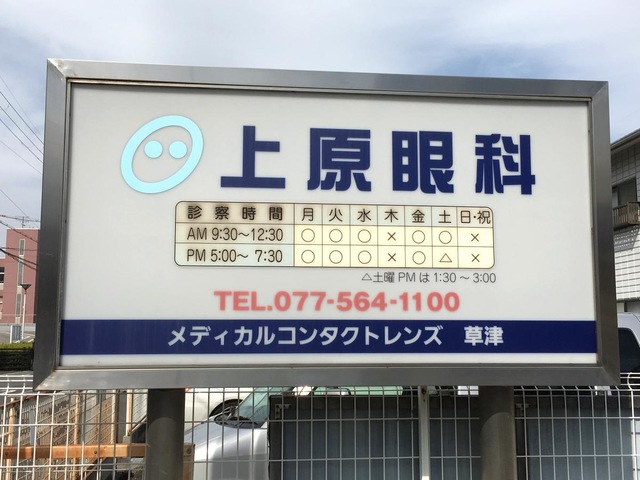 上原眼科
診察時間 月 火 水 木 金 土 日・祝
AM 9:30～12:30 ○ ○ ○ × ○ ○ ×
PM 5:00～ 7:30 ○ ○ ○ × ○ △ ×
△土曜 PM は 1:30～3:00
TEL.077-564-1100
メディカルコンタクトレンズ 草津